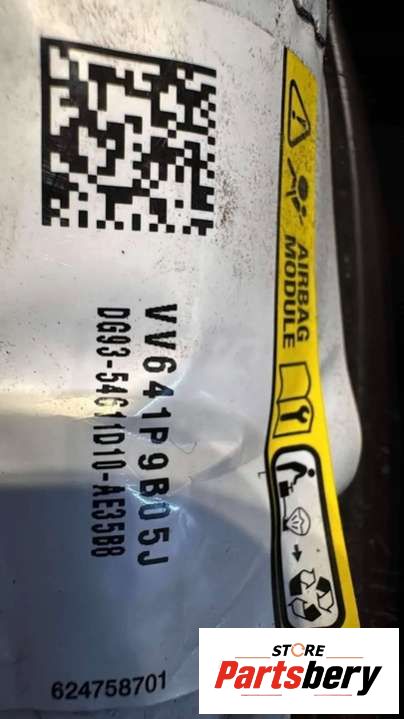 AIRBAG
MODULE
VV641P9B05J
DG93-54611D10-AE35B8
624758701
STORE
Partsbery